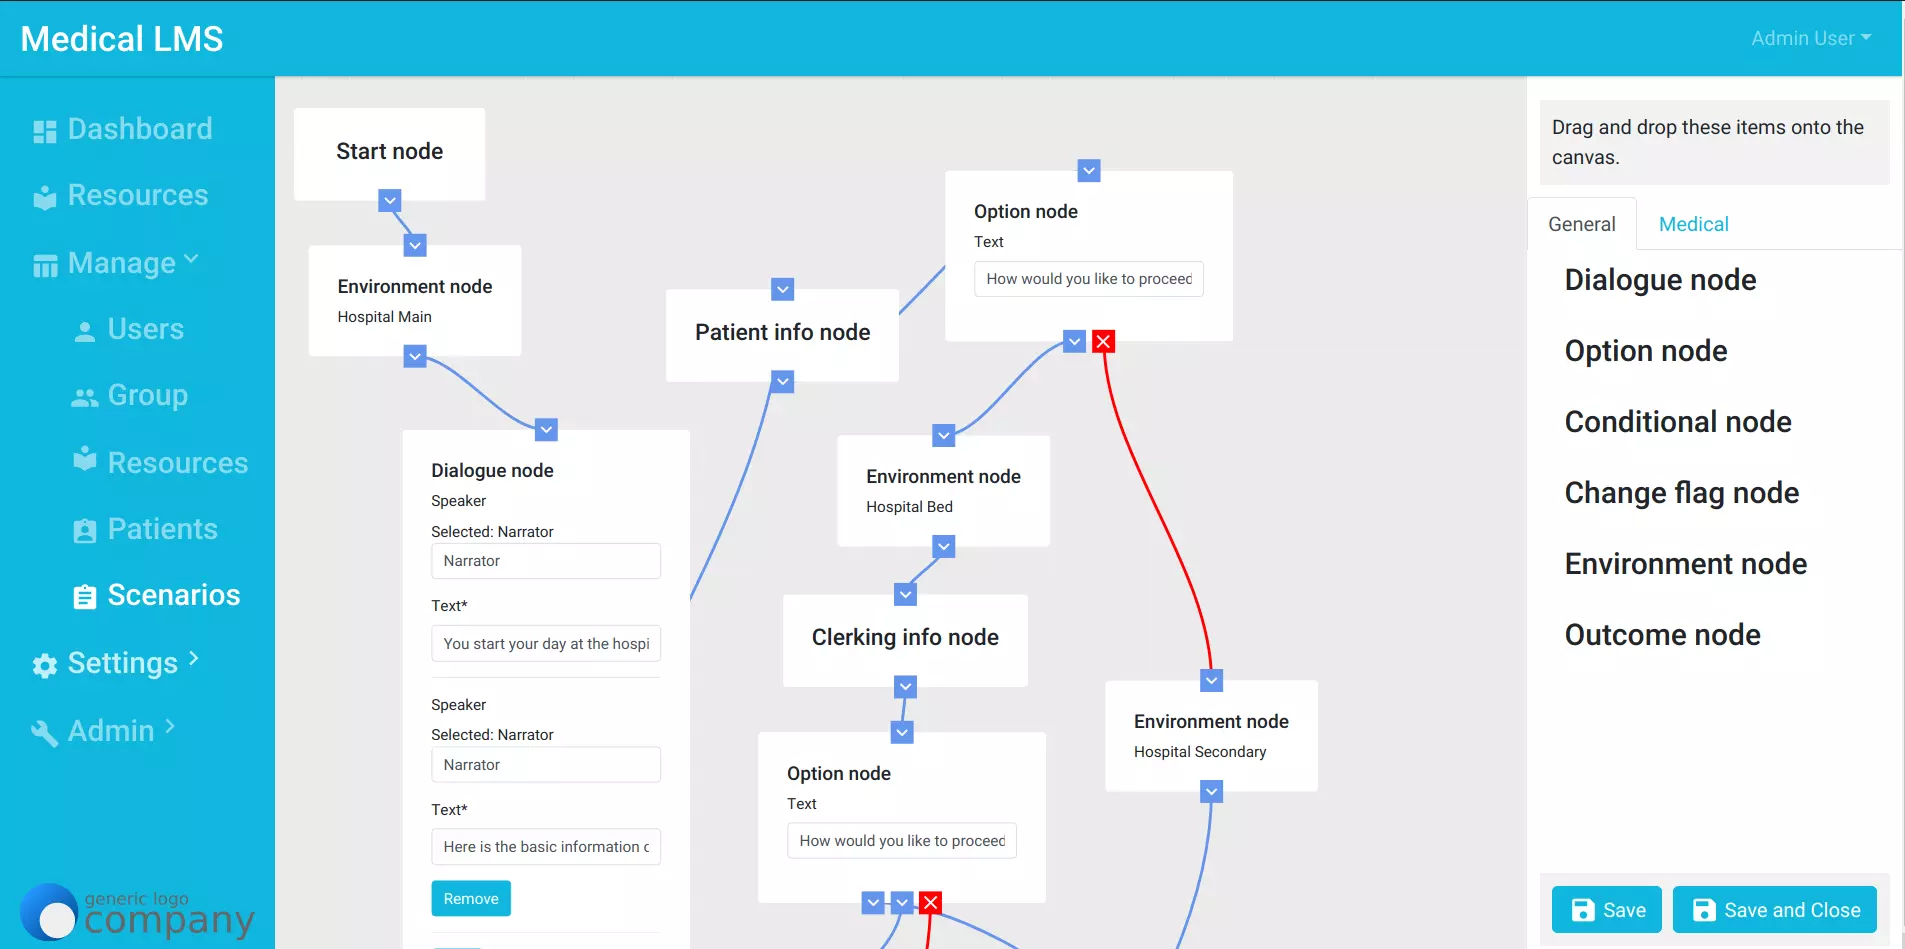 Medical LMS
Admin User
Dashboard
Resources
Manage
Users
Group
Resources
Patients
Scenarios
Settings
Admin
generic logo
company
Start node
Environment node
Hospital Main
Dialogue node
Speaker
Selected: Narrator
Narrator
Text*
You start your day at the hospi
Speaker
Selected: Narrator
Narrator
Text*
Here is the basic information c
Remove
Patient info node
Option node
Text
How would you like to proceed
Environment node
Hospital Bed
Clerking info node
Option node
Text
How would you like to proceed
Environment node
Hospital Secondary
Drag and drop these items onto the
canvas.
General
Medical
Dialogue node
Option node
Conditional node
Change flag node
Environment node
Outcome node
Save
Save and Close